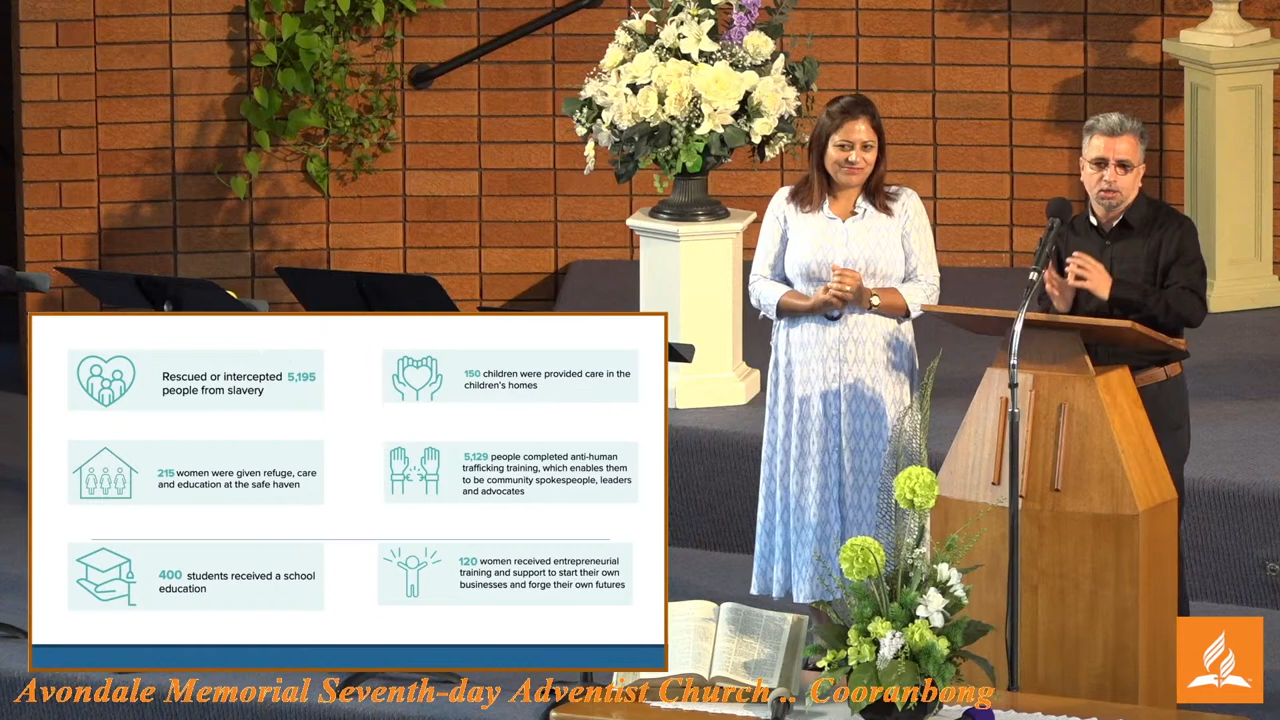 Rescued or intercepted 5,195
people from slavery
150 children were provided care in the
children's homes
215 women were given refuge, care
and education at the safe haven
5,129 people completed anti-human
trafficking training, which enables them
to be community spokespeople, leaders
and advocates
400 students received a school
education
120 women received entrepreneurial
training and support to start their own
businesses and forge their own futures
Avondale Memorial Seventh-day Adventist Church .. Cooranbong